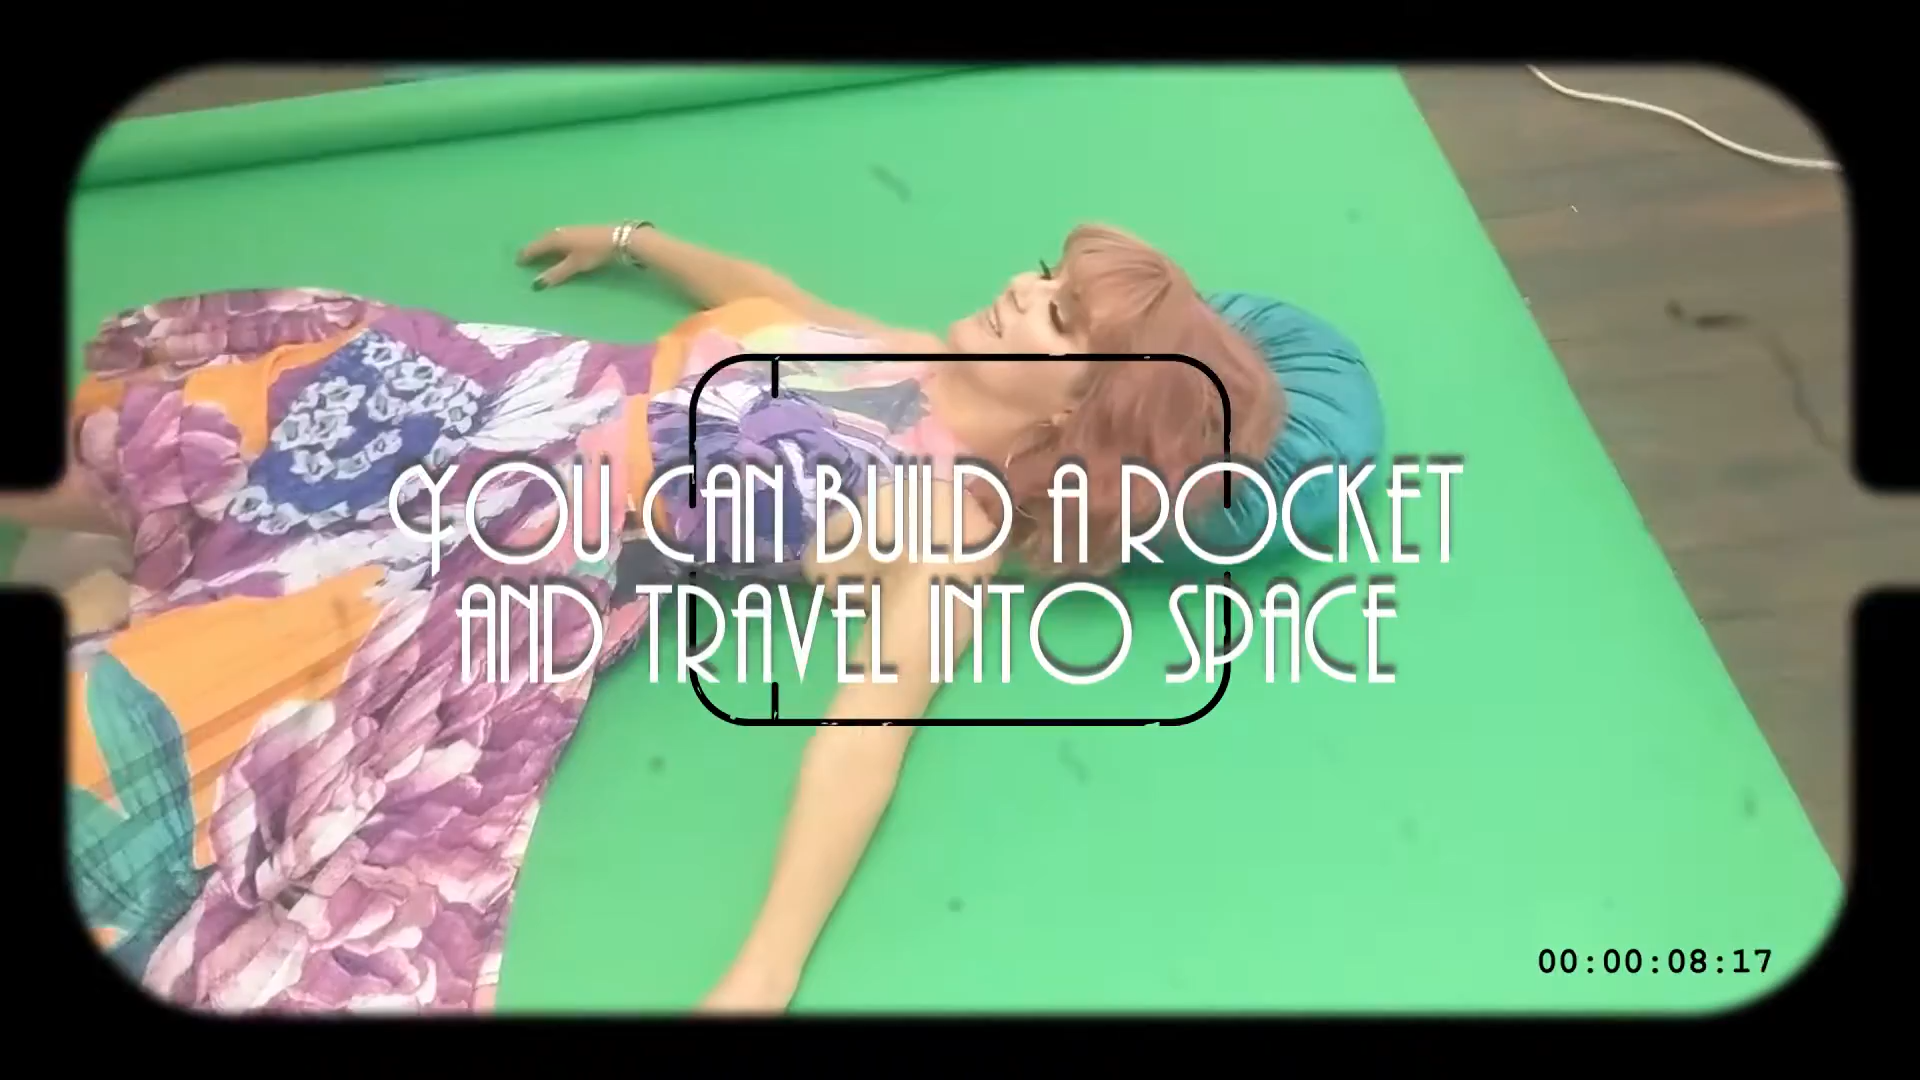 YOU CAN BUILD A ROCKET
AND TRAVEL INTO SPACE
00:00:08:17